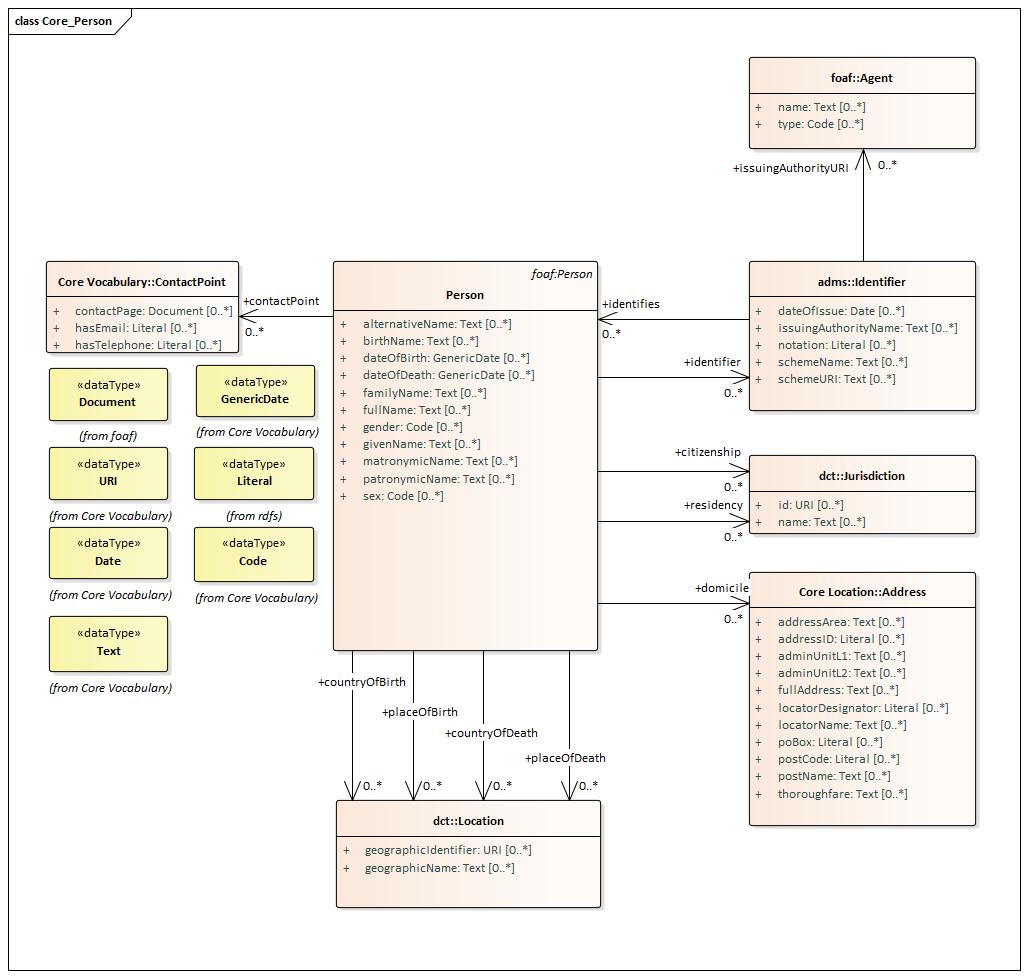 class Core_Person
foaf::Agent
+ name: Text [0..*]
+ type: Code [0..*]
+issuingAuthorityURI
0..*
Core Vocabulary::ContactPoint
+ contactPage: Document [0..*]
+ hasEmail: Literal [0..*]
+ hasTelephone: Literal [0..*]
+contactPoint
0..*
foaf:Person
Person
+ alternativeName: Text [0..*]
+ birthName: Text [0..*]
+ dateOfBirth: GenericDate [0..*]
+ dateOfDeath: GenericDate [0..*]
+ familyName: Text [0..*]
+ fullName: Text [0..*]
+ gender: Code [0..*]
+ givenName: Text [0..*]
+ matronymicName: Text [0..*]
+ patronymicName: Text [0..*]
+ sex: Code [0..*]
+identifies
0..*
+identifier
0..*
adms::Identifier
+ dateOfIssue: Date [0..*]
+ issuingAuthorityName: Text [0..*]
+ notation: Literal [0..*]
+ schemeName: Text [0..*]
+ schemeURI: Text [0..*]
«dataType»
Document
(from foaf)
«dataType»
GenericDate
(from Core Vocabulary)
«dataType»
URI
(from Core Vocabulary)
«dataType»
Literal
(from rdfs)
«dataType»
Date
(from Core Vocabulary)
«dataType»
Code
(from Core Vocabulary)
«dataType»
Text
(from Core Vocabulary)
+citizenship
0..*
+residency
0..*
dct::Jurisdiction
+ id: URI [0..*]
+ name: Text [0..*]
+domicile
0..*
Core Location::Address
+ addressArea: Text [0..*]
+ addressID: Literal [0..*]
+ adminUnitL1: Text [0..*]
+ adminUnitL2: Text [0..*]
+ fullAddress: Text [0..*]
+ locatorDesignator: Literal [0..*]
+ locatorName: Text [0..*]
+ poBox: Literal [0..*]
+ postCode: Literal [0..*]
+ postName: Text [0..*]
+ thoroughfare: Text [0..*]
+countryOfBirth
+placeOfBirth
+countryOfDeath
+placeOfDeath
0..*
0..*
0..*
0..*
dct::Location
+ geographicIdentifier: URI [0..*]
+ geographicName: Text [0..*]